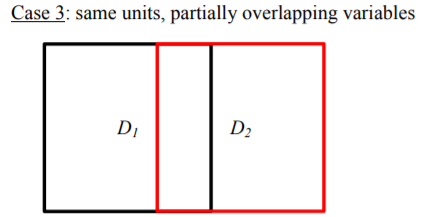 Case 3: same units, partially overlapping variables
D₁ D₂